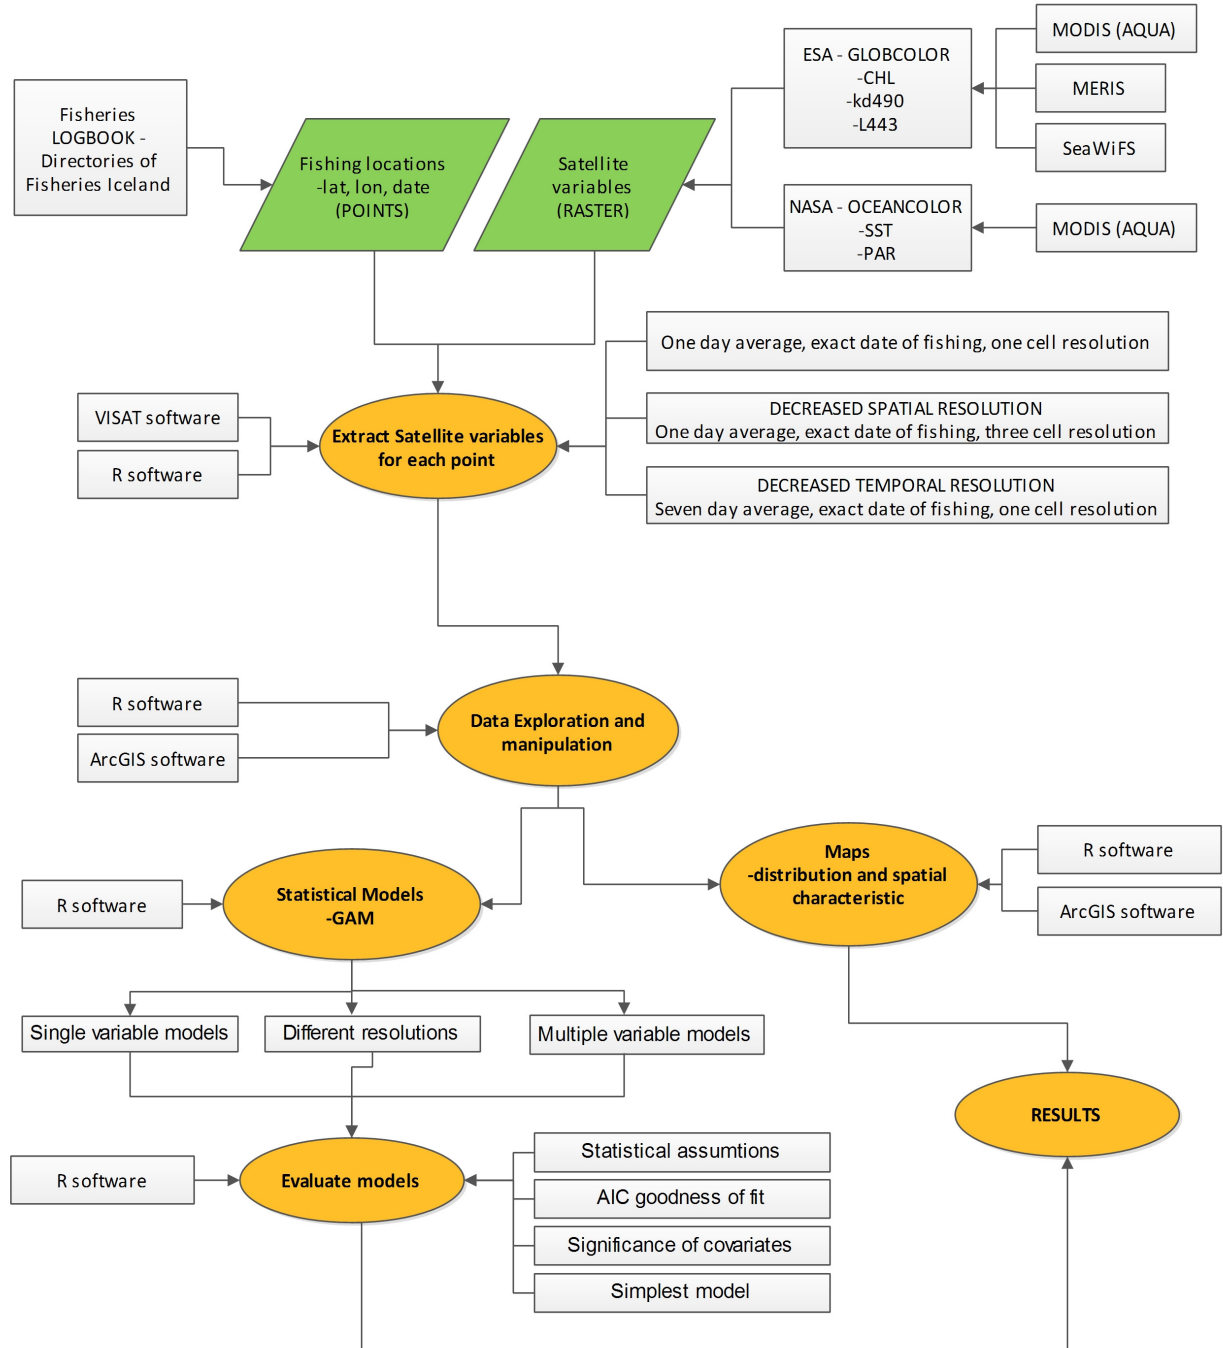 Fisheries
LOGBOOK -
Directories of
Fisheries Iceland
Fishing locations
-lat, lon, date
(POINTS)
Satellite
variables
(RASTER)
ESA - GLOBCOLOR
-CHL
-kd490
-L443
NASA - OCEANCOLOR
-SST
-PAR
MODIS (AQUA)
MERIS
SeaWiFS
MODIS (AQUA)
One day average, exact date of fishing, one cell resolution
DECREASED SPATIAL RESOLUTION
One day average, exact date of fishing, three cell resolution
DECREASED TEMPORAL RESOLUTION
Seven day average, exact date of fishing, one cell resolution
VISAT software
R software
Extract Satellite variables
for each point
R software
ArcGIS software
Data Exploration and
manipulation
R software
Statistical Models
-GAM
Maps
-distribution and spatial
characteristic
R software
ArcGIS software
Single variable models
Different resolutions
Multiple variable models
RESULTS
R software
Evaluate models
Statistical assumtions
AIC goodness of fit
Significance of covariates
Simplest model